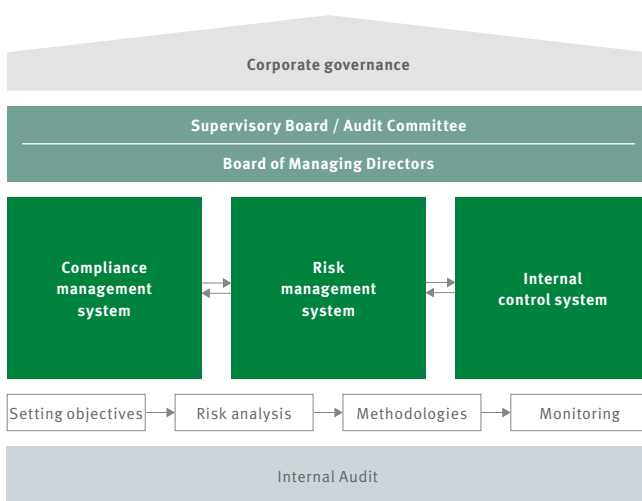 Corporate governance
Supervisory Board / Audit Committee
Board of Managing Directors
Compliance
management
system
Risk
management
system
Internal
control system
Setting objectives
Risk analysis
Methodologies
Monitoring
Internal Audit